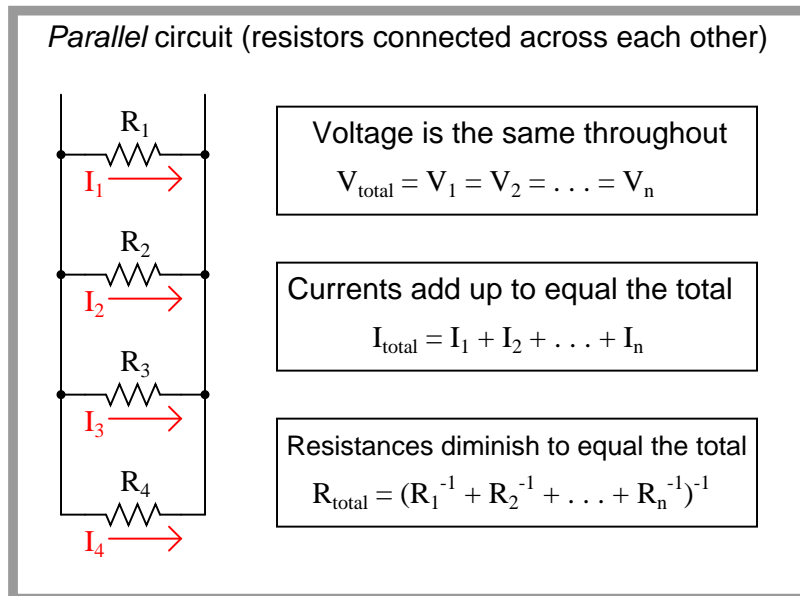 Parallel circuit (resistors connected across each other)
R1
I1
R2
I2
R3
I3
R4
I4
Voltage is the same throughout
Vtotal = V1 = V2 = . . . = Vn
Currents add up to equal the total
Itotal = I1 + I2 + . . . + In
Resistances diminish to equal the total
Rtotal = (R1^-1 + R2^-1 + . . . + Rn^-1)^-1